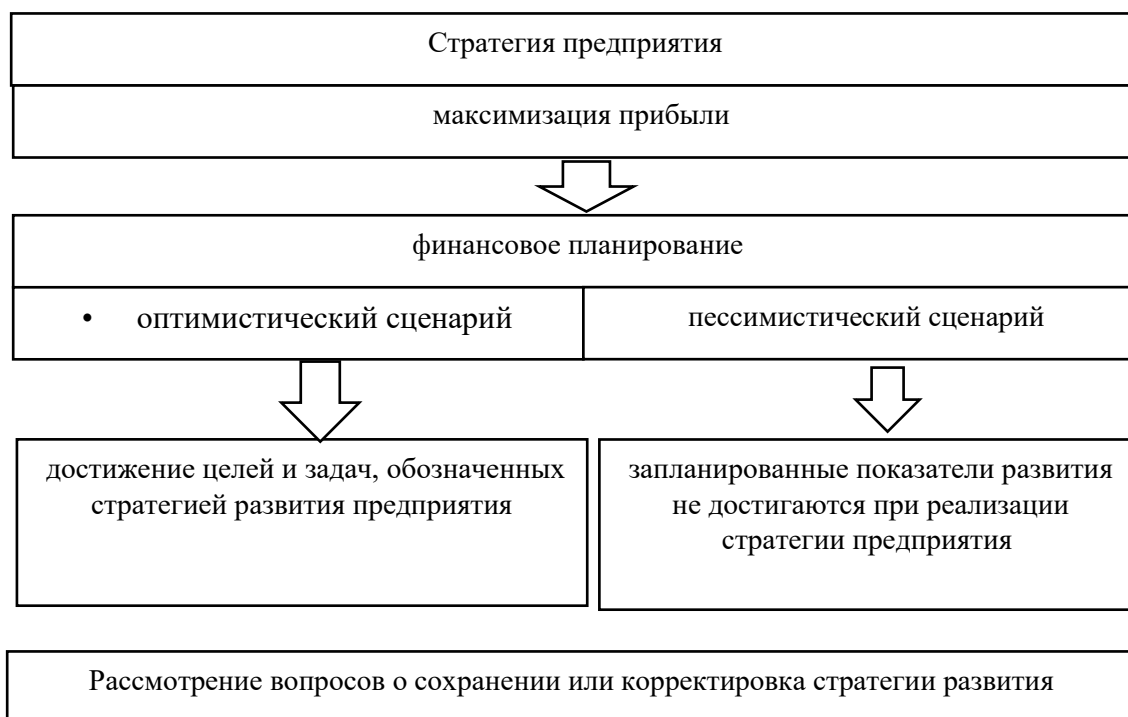 Стратегия предприятия
максимизация прибыли
финансовое планирование
• оптимистический сценарий
пессимистический сценарий
достижение целей и задач, обозначенных
стратегией развития предприятия
запланированные показатели развития
не достигаются при реализации
стратегии предприятия
Рассмотрение вопросов о сохранении или корректировка стратегии развития